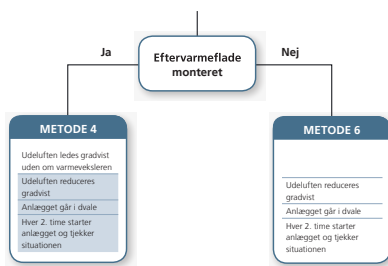 Ja
Eftervarmeflade
monteret
Nej
METODE 4
Udeluften ledes gradvist
uden om varmeveksleren
Udeluften reduceres
gradvist
Anlægget går i dvale
Hver 2. time starter
anlægget og tjekker
situationen
METODE 6
Udeluften reduceres
gradvist
Anlægget går i dvale
Hver 2. time starter
anlægget og tjekker
situationen